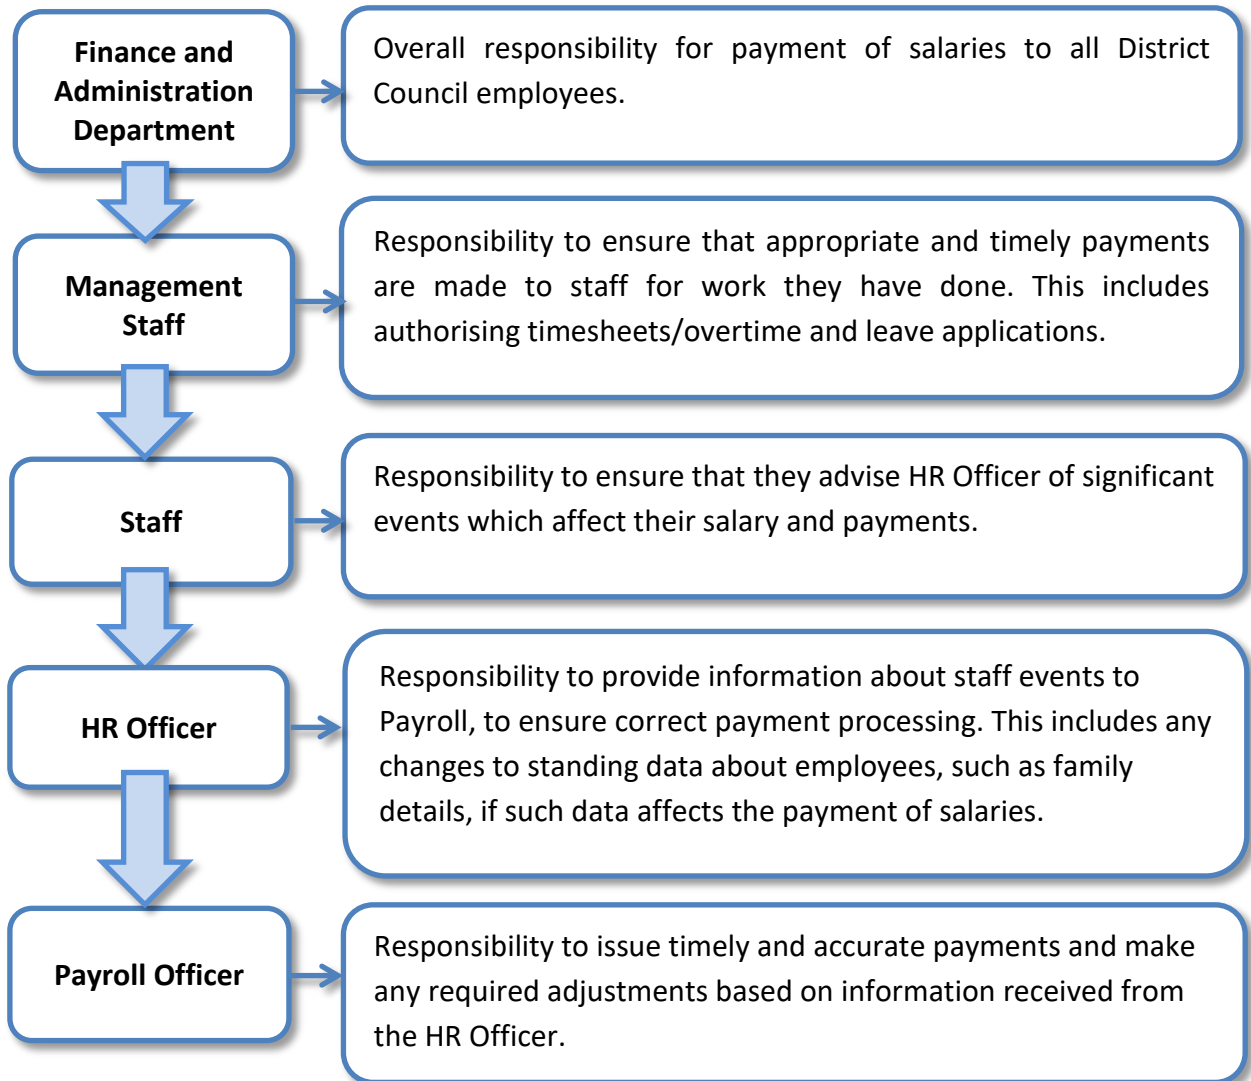 Finance and
Administration
Department
Overall responsibility for payment of salaries to all District
Council employees.
Management
Staff
Responsibility to ensure that appropriate and timely payments
are made to staff for work they have done. This includes
authorising timesheets/overtime and leave applications.
Staff
Responsibility to ensure that they advise HR Officer of significant
events which affect their salary and payments.
HR Officer
Responsibility to provide information about staff events to
Payroll, to ensure correct payment processing. This includes any
changes to standing data about employees, such as family
details, if such data affects the payment of salaries.
Payroll Officer
Responsibility to issue timely and accurate payments and make
any required adjustments based on information received from
the HR Officer.